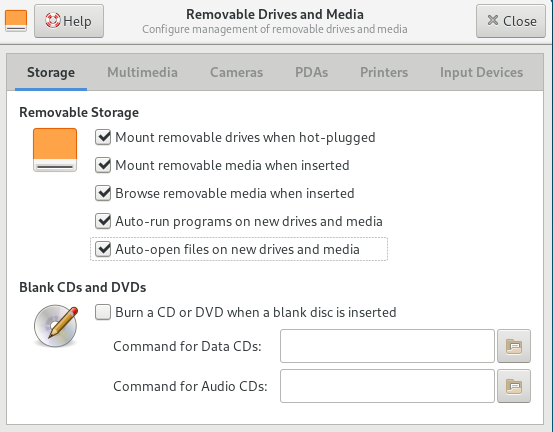 Help
Removable Drives and Media
Configure management of removable drives and media
Close
Storage Multimedia Cameras PDAs Printers Input Devices
Removable Storage
Mount removable drives when hot-plugged
Mount removable media when inserted
Browse removable media when inserted
Auto-run programs on new drives and media
Auto-open files on new drives and media
Blank CDs and DVDs
Burn a CD or DVD when a blank disc is inserted
Command for Data CDs:
Command for Audio CDs: